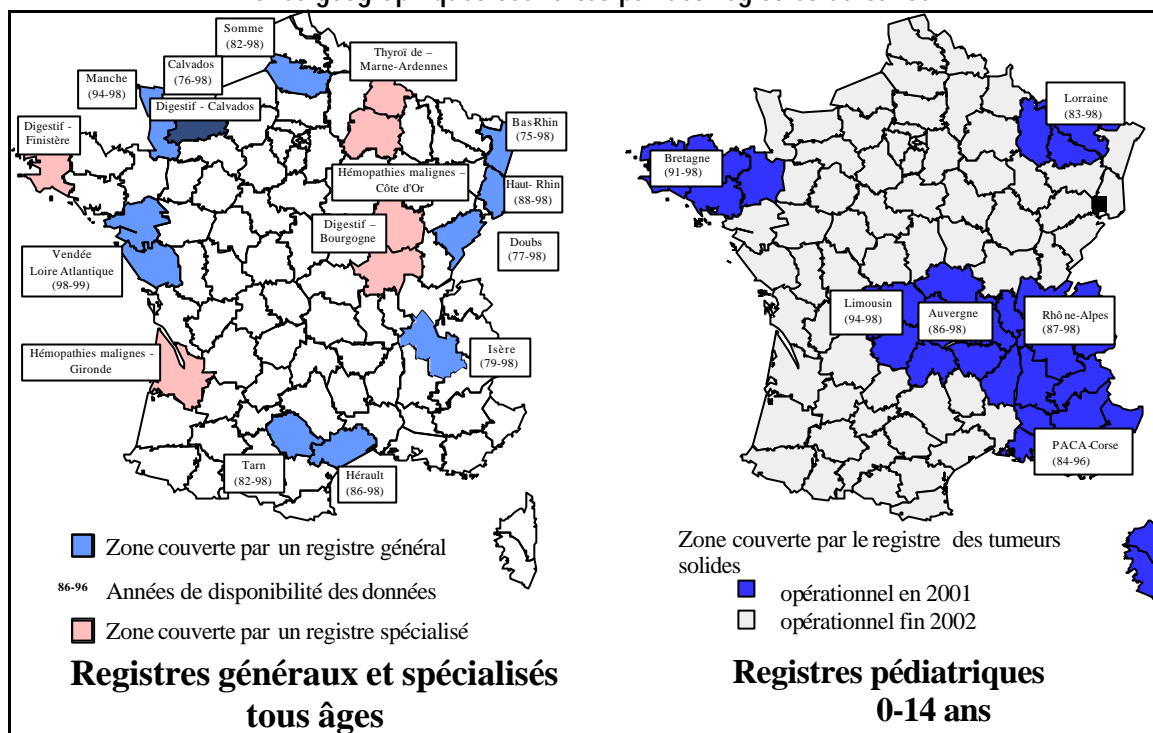 Somme
(82-98)
Thyroï de –
Marne-Ardennes
Calvados
(76-98)
Manche
(94-98)
Digestif - Calvados
Digestif -
Finistère
Bas Rhin
(75-98)
Hémopathies malignes –
Côte d'Or
Haut- Rhin
(88-98)
Digestif –
Bourgogne
Doubs
(77-98)
Vendée
Loire Atlantique
(98-99)
Hémopathies malignes -
Gironde
Isère
(79-98)
Tarn
(82-98)
Hérault
(86-98)
Zone couverte par un registre général
86-96 Années de disponibilité des données
Zone couverte par un registre spécialisé
Registres généraux et spécialisés
tous âges
Lorraine
(83-98)
Bretagne
(91-98)
Limousin
(94-98)
Auvergne
(86-98)
Rhône-Alpes
(87-98)
PACA-Corse
(84-96)
Zone couverte par le registre des tumeurs
solides
opérationnel en 2001
opérationnel fin 2002
Registres pédiatriques
0-14 ans